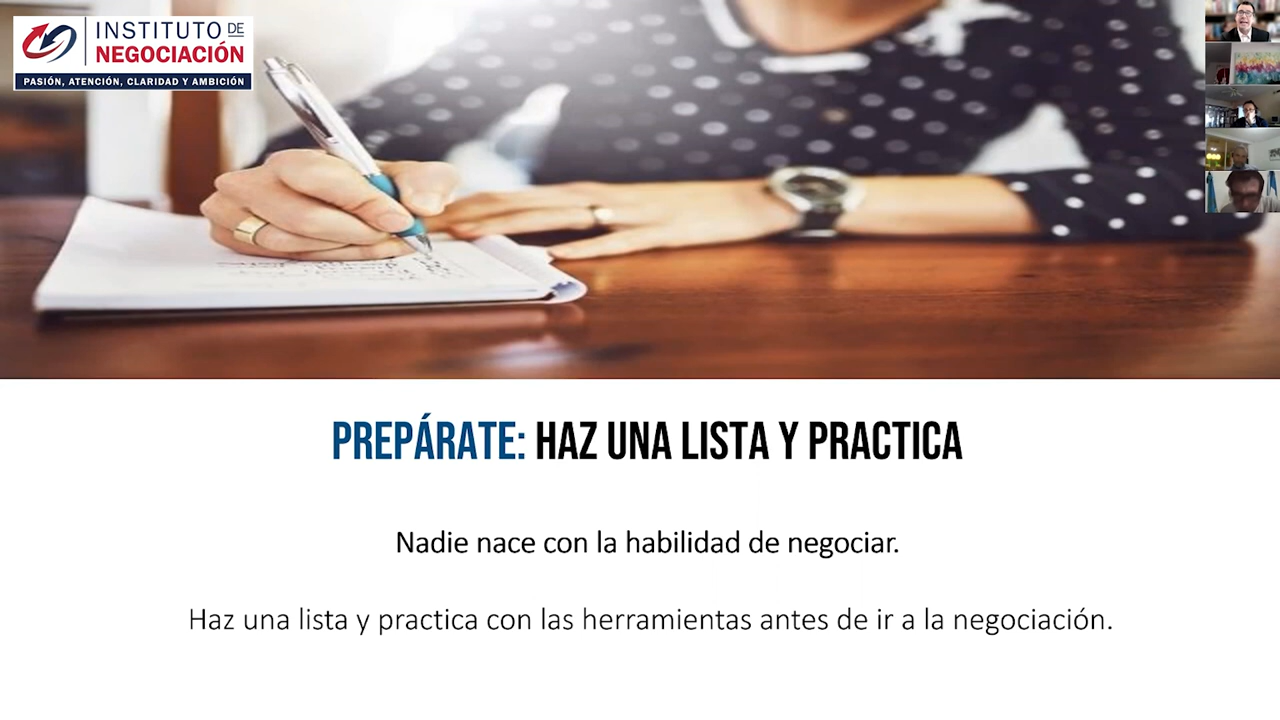 INSTITUTO DE
NEGOCIACIÓN
PASIÓN, ATENCIÓN, CLARIDAD Y AMBICIÓN
PREPÁRATE: HAZ UNA LISTA Y PRACTICA
Nadie nace con la habilidad de negociar.
Haz una lista y practica con las herramientas antes de ir a la negociación.